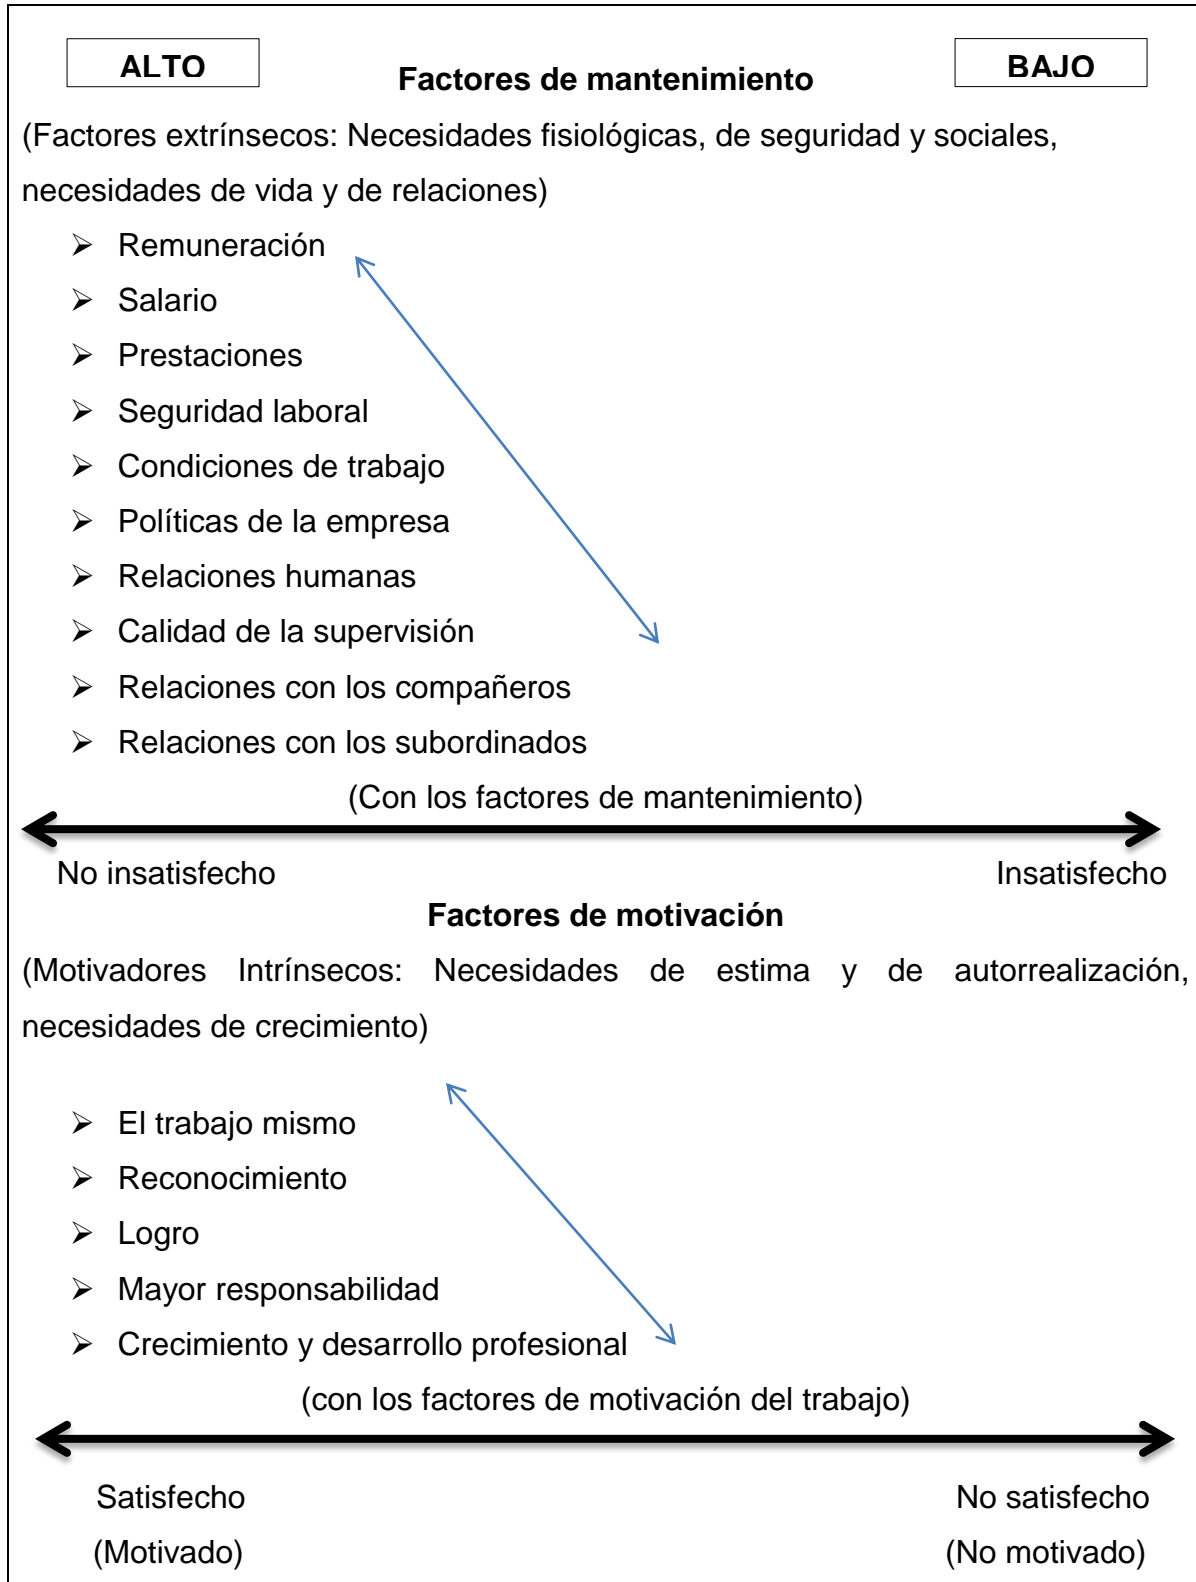 ALTO
Factores de mantenimiento
BAJO
(Factores extrínsecos: Necesidades fisiológicas, de seguridad y sociales,
necesidades de vida y de relaciones)
➢ Remuneración
➢ Salario
➢ Prestaciones
➢ Seguridad laboral
➢ Condiciones de trabajo
➢ Políticas de la empresa
➢ Relaciones humanas
➢ Calidad de la supervisión
➢ Relaciones con los compañeros
➢ Relaciones con los subordinados
(Con los factores de mantenimiento)
No insatisfecho
Insatisfecho
Factores de motivación
(Motivadores Intrínsecos: Necesidades de estima y de autorrealización,
necesidades de crecimiento)
➢ El trabajo mismo
➢ Reconocimiento
➢ Logro
➢ Mayor responsabilidad
➢ Crecimiento y desarrollo profesional
(con los factores de motivación del trabajo)
Satisfecho
No satisfecho
(Motivado)
(No motivado)